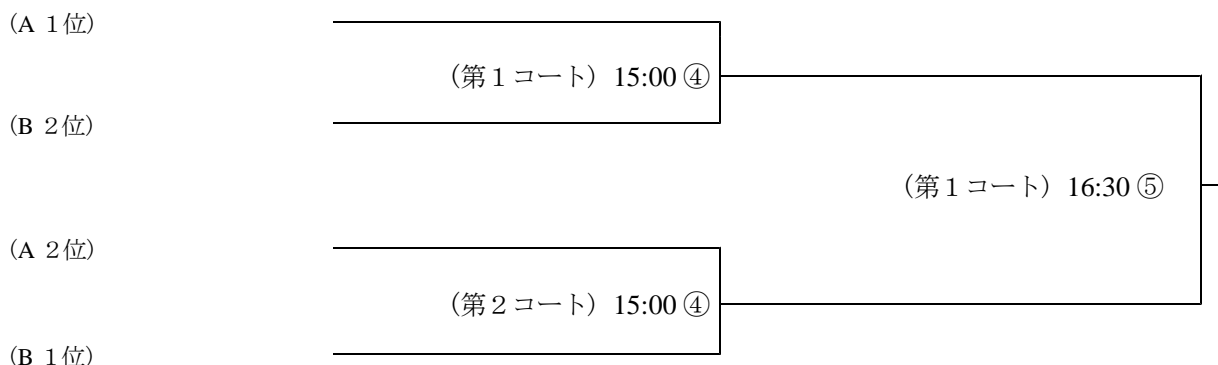 (A １位)
(第１コート) 15:00 ④
(B ２位)
(第１コート) 16:30 ⑤
(A ２位)
(第２コート) 15:00 ④
(B １位)